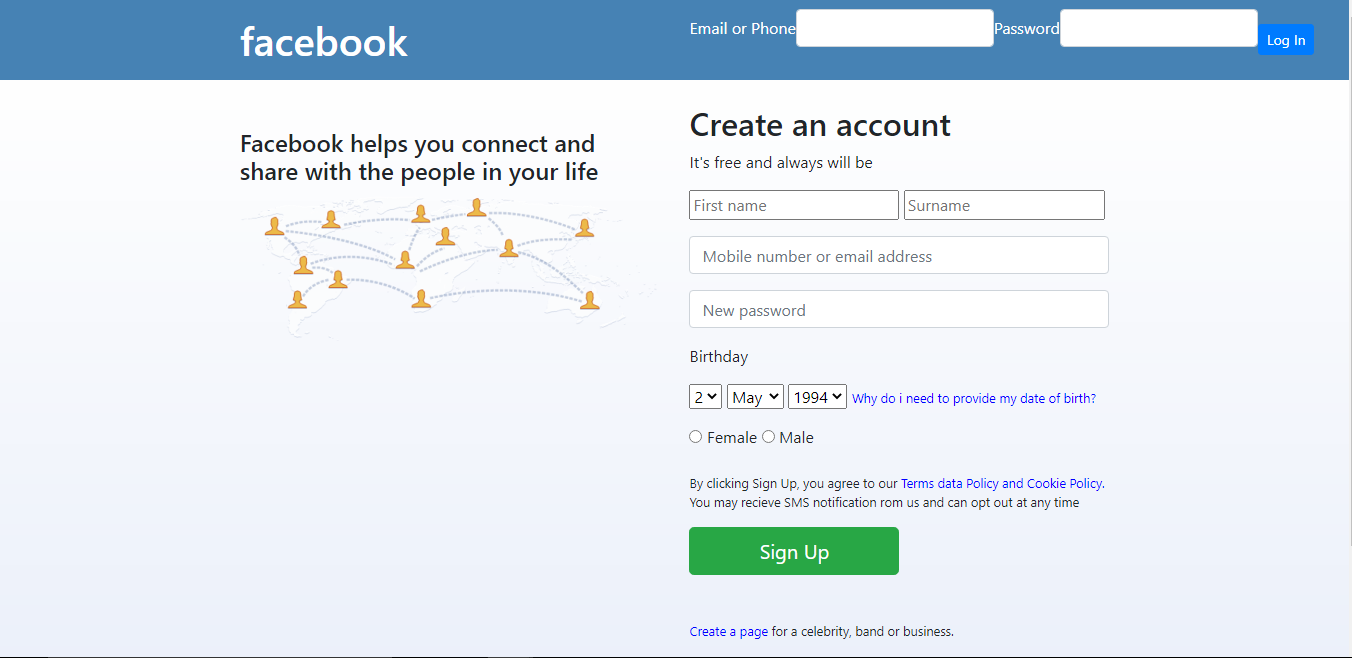 facebook
Email or Phone Password Log In
Facebook helps you connect and
share with the people in your life
Create an account
It's free and always will be
First name Surname
Mobile number or email address
New password
Birthday
2 May 1994 Why do i need to provide my date of birth?
Female Male
By clicking Sign Up, you agree to our Terms data Policy and Cookie Policy.
You may recieve SMS notification rom us and can opt out at any time
Sign Up
Create a page for a celebrity, band or business.